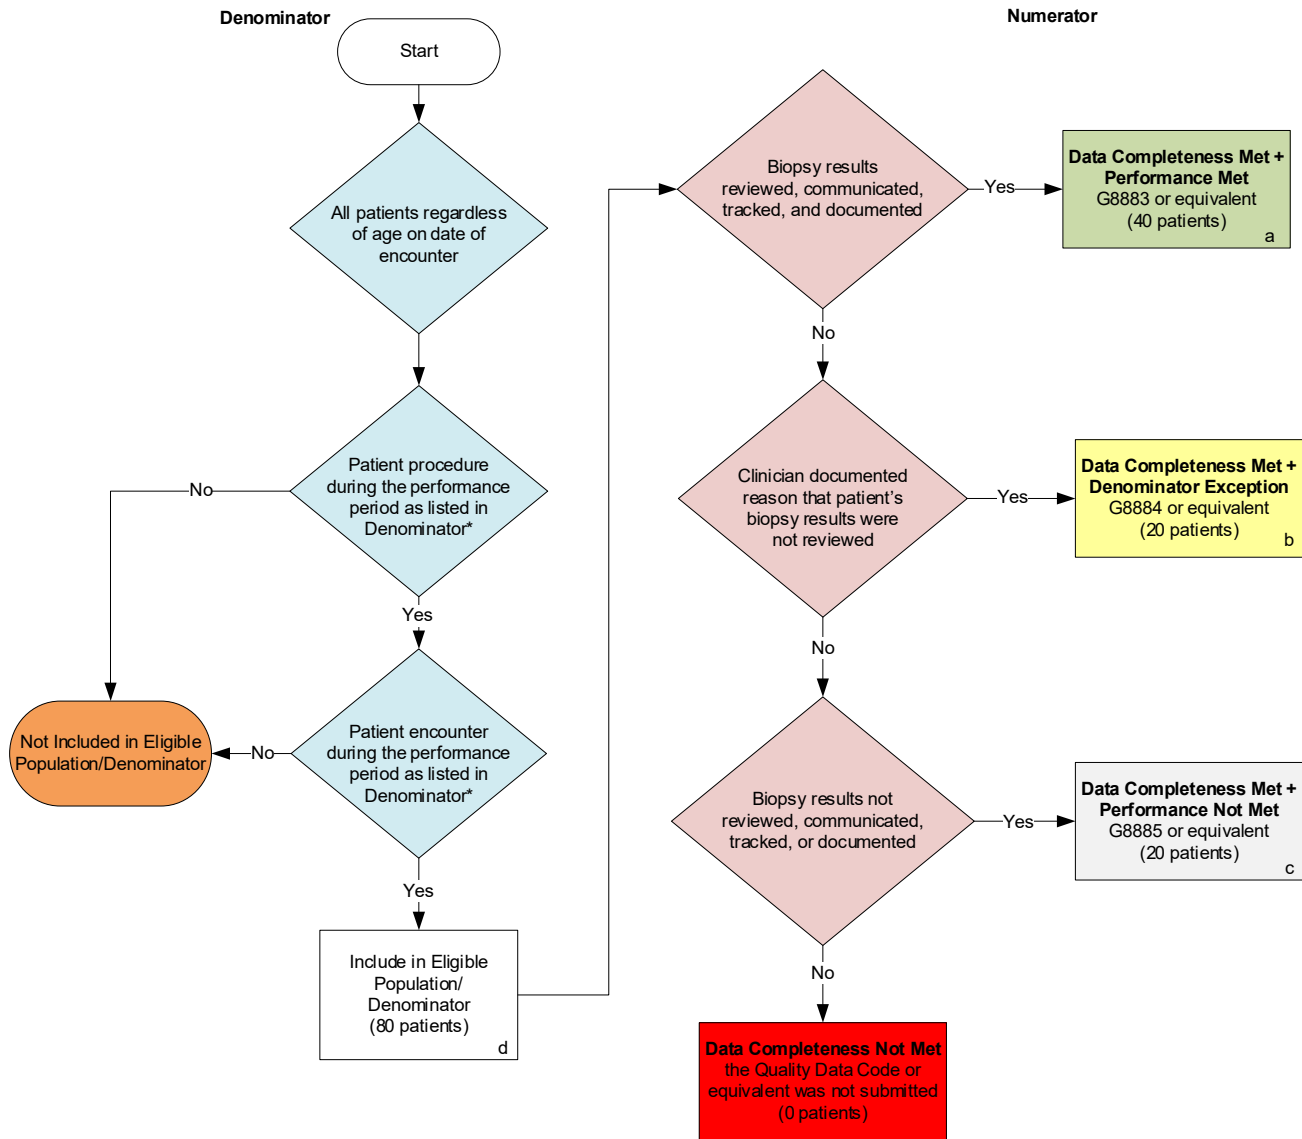 Denominator
Start
All patients regardless
of age on date of
encounter
Patient procedure
during the performance
period as listed in
Denominator*
No
Yes
Patient encounter
during the performance
period as listed in
Denominator*
No
Not Included in Eligible
Population/Denominator
Yes
Include in Eligible
Population/
Denominator
(80 patients)
d
Numerator
Biopsy results
reviewed, communicated,
tracked, and documented
Yes
Data Completeness Met +
Performance Met
G8883 or equivalent
(40 patients)
a
No
Clinician documented
reason that patient's
biopsy results were
not reviewed
Yes
Data Completeness Met +
Denominator Exception
G8884 or equivalent
(20 patients)
b
No
Biopsy results not
reviewed, communicated,
tracked, or documented
Yes
Data Completeness Met +
Performance Not Met
G8885 or equivalent
(20 patients)
c
No
Data Completeness Not Met
the Quality Data Code or
equivalent was not submitted
(0 patients)